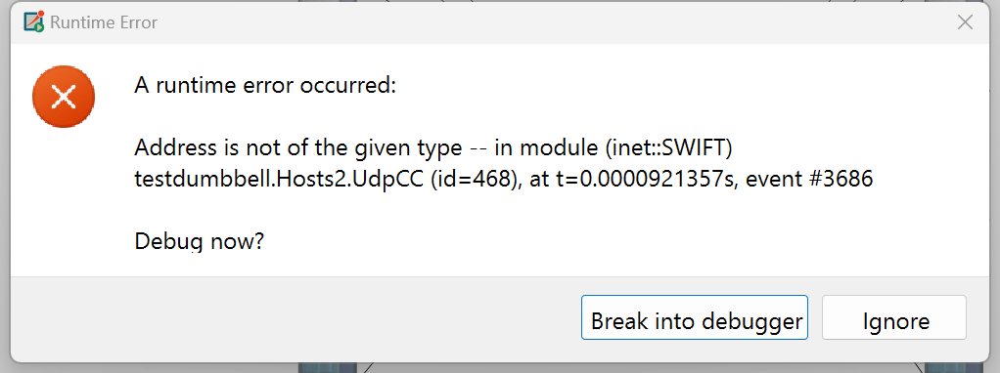 Runtime Error
A runtime error occurred:
Address is not of the given type -- in module (inet::SWIFT)
testdumbbell.Hosts2.UdpCC (id=468), at t=0.0000921357s, event #3686
Debug now?
Break into debugger
Ignore